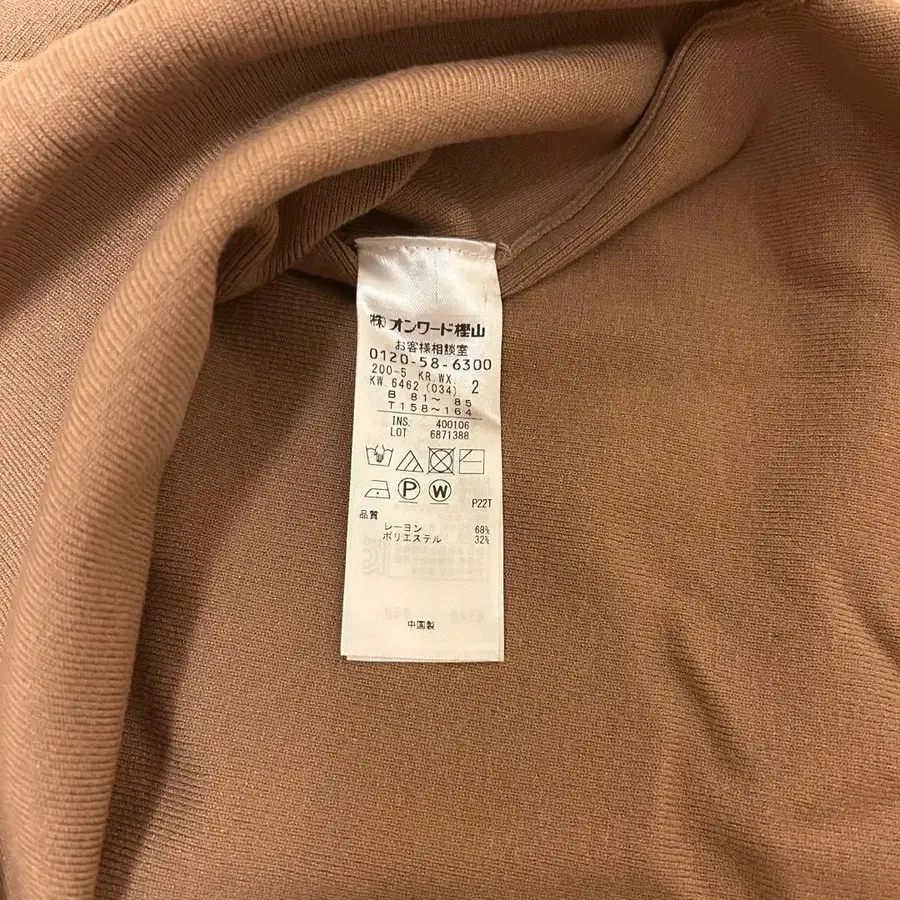 (株)オンワード樫山
お客様相談室
0120-58-6300
200-5 KR.WX. 2
KW.6462 (034)
B 81～ 85
T158～164
INS. 400106
LOT 6871388
P W P22T
品質
レーヨン 68%
ポリエステル 32%
中国製